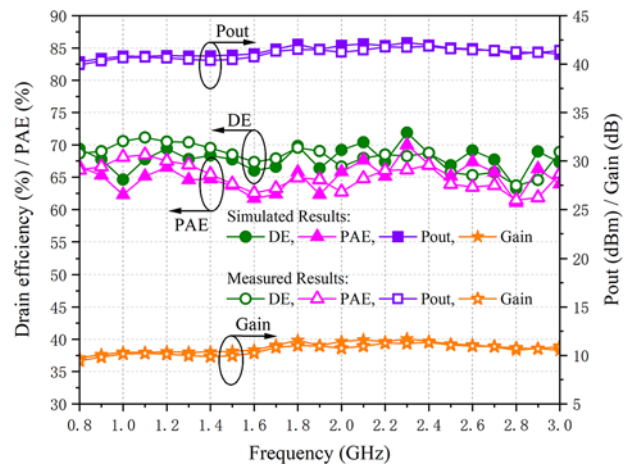 90
85
80
75
70
65
60
55
50
45
40
35
30
45
40
35
30
25
20
15
10
5
Drain efficiency (%) / PAE (%)
Pout (dBm) / Gain (dB)
Pout
DE
PAE
Simulated Results:
DE, PAE, Pout, Gain
Measured Results:
DE, PAE, Pout, Gain
Gain
0.8 1.0 1.2 1.4 1.6 1.8 2.0 2.2 2.4 2.6 2.8 3.0
Frequency (GHz)